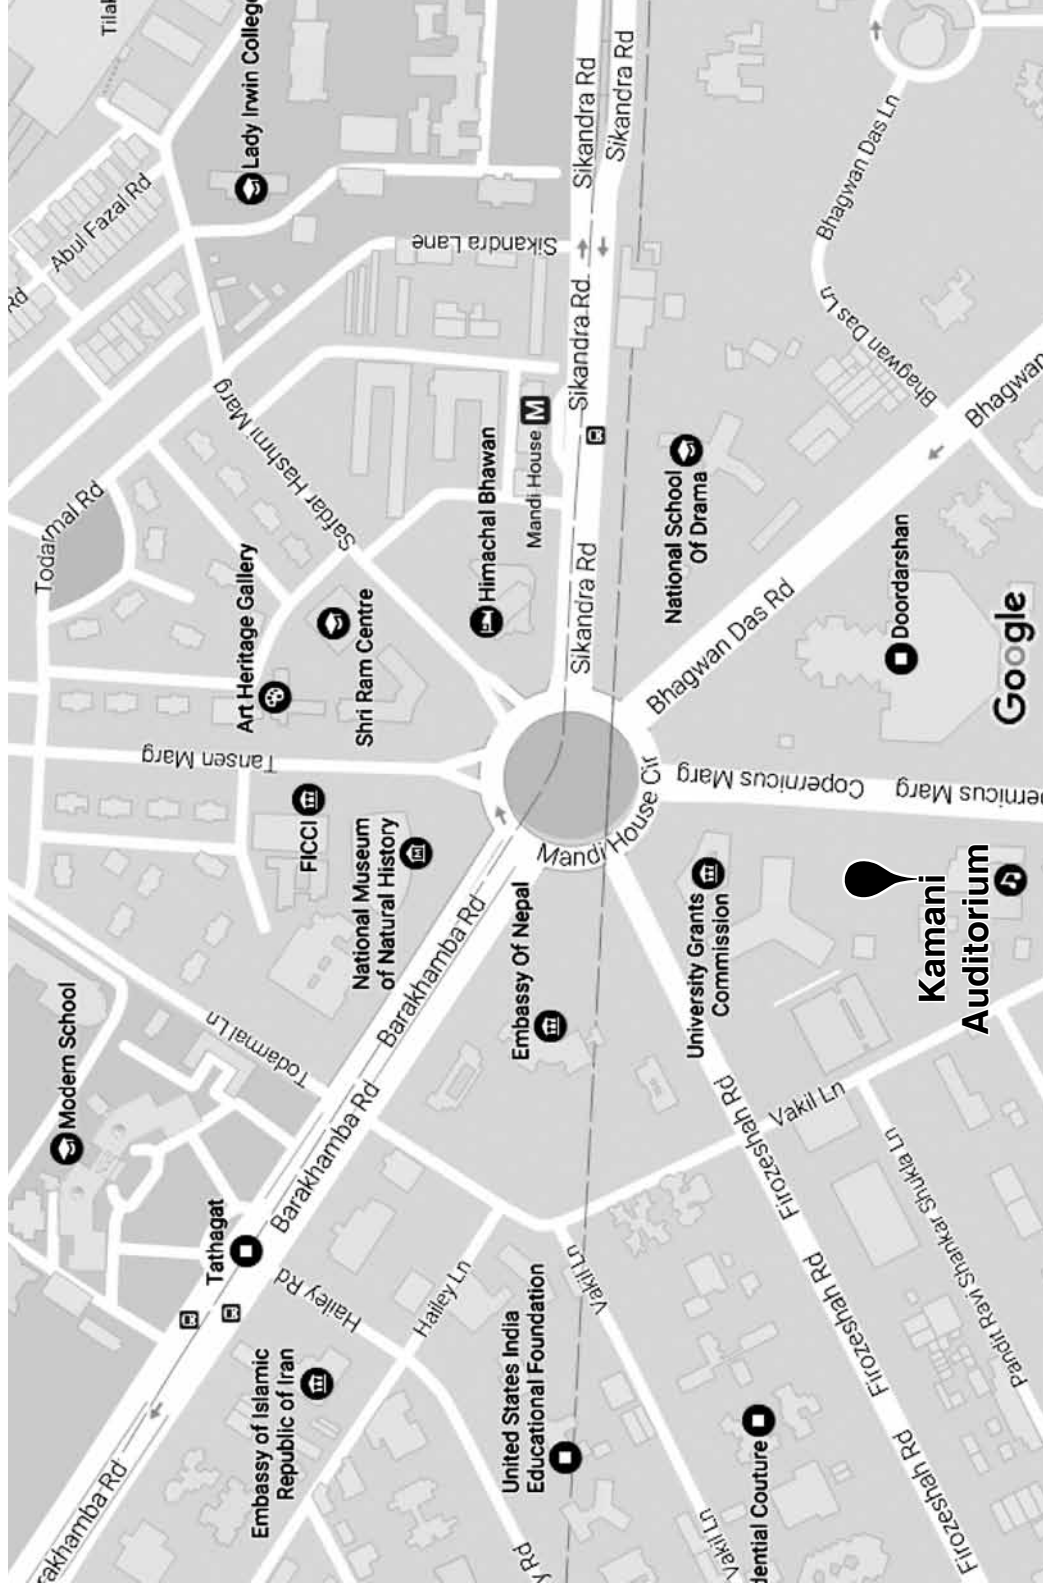 Barakhamba Rd
Modern School
Todarmal Rd
Abul Fazal Rd
Rd
Tathagat
Barakhamba Rd
Todarmal Ln
Tansen Marg
Art Heritage Gallery
Safdar Hashmi Marg
Lady Irwin College
Embassy of Islamic
Republic of Iran
Hailey Rd
FICCI
National Museum
of Natural History
Shri Ram Centre
Barakhamba Rd
Hailey Ln
Himachal Bhawan
Mandi House
M
Sikandra Lane
United States India
Educational Foundation
Vakil Ln
Embassy Of Nepal
Mandi House Cir
Sikandra Rd
Sikandra Rd
Sikandra Rd
Sikandra Rd
National School
Of Drama
University Grants
Commission
Bhagwan Das Rd
Copernicus Marg
Vakil Ln
dential Couture
Firozeshah Rd
Firozeshah Rd
Firozeshah Rd
Firozeshah Rd
Vakil Ln
Pandit Ravi Shankar Shukla Ln
Doordarshan
Bhagwan Das Ln
Bhagwan Das Ln
Bhagwan
Kamani
Auditorium
pernicus Marg
Google